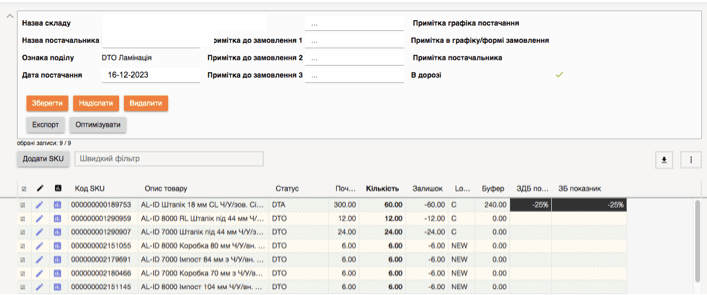 Назва складу ... Примітка графіка постачання
Назва постачальника римітка до замовлення 1 ... Примітка в графіку/формі замовлення
Ознака поділу DTO Ламінація Примітка до замовлення 2 ... Примітка постачальника
Дата постачання 16-12-2023 Примітка до замовлення 3 ... В дорозі
Зберегти Надіслати Видалити
Експорт Оптимізувати
обрані записи: 9 / 9
Додати SKU Швидкий фільтр
Код SKU Опис товару Статус Поч... Кількість Залишок Lo... Буфер ЗДБ по... ЗБ показник
000000000189753 AL-ID Штапік 18 мм CL Ч/У/зов. Сі... DTA 300.00 60.00 -60.00 C 240.00 -25% -25%
000000001290959 AL-ID 8000 RL Штапік під 44 мм Ч/... DTO 12.00 12.00 -12.00 C 0.00
000000001290907 AL-ID 7000 Штапік під 44 мм Ч/У/з... DTO 24.00 24.00 -24.00 C 0.00
000000002151055 AL-ID 8000 Коробка 80 мм Ч/У/вн. ... DTO 6.00 6.00 -6.00 NEW 0.00
000000002179691 AL-ID 7000 Імпост 84 мм з Ч/У/вн. ... DTO 6.00 6.00 -6.00 NEW 0.00
000000002180466 AL-ID 7000 Коробка 70 мм з Ч/У/вн... DTO 6.00 6.00 -6.00 NEW 0.00
000000002151145 AL-ID 8000 Імпост 104 мм Ч/У/вн. ... DTO 6.00 6.00 -6.00 NEW 0.00